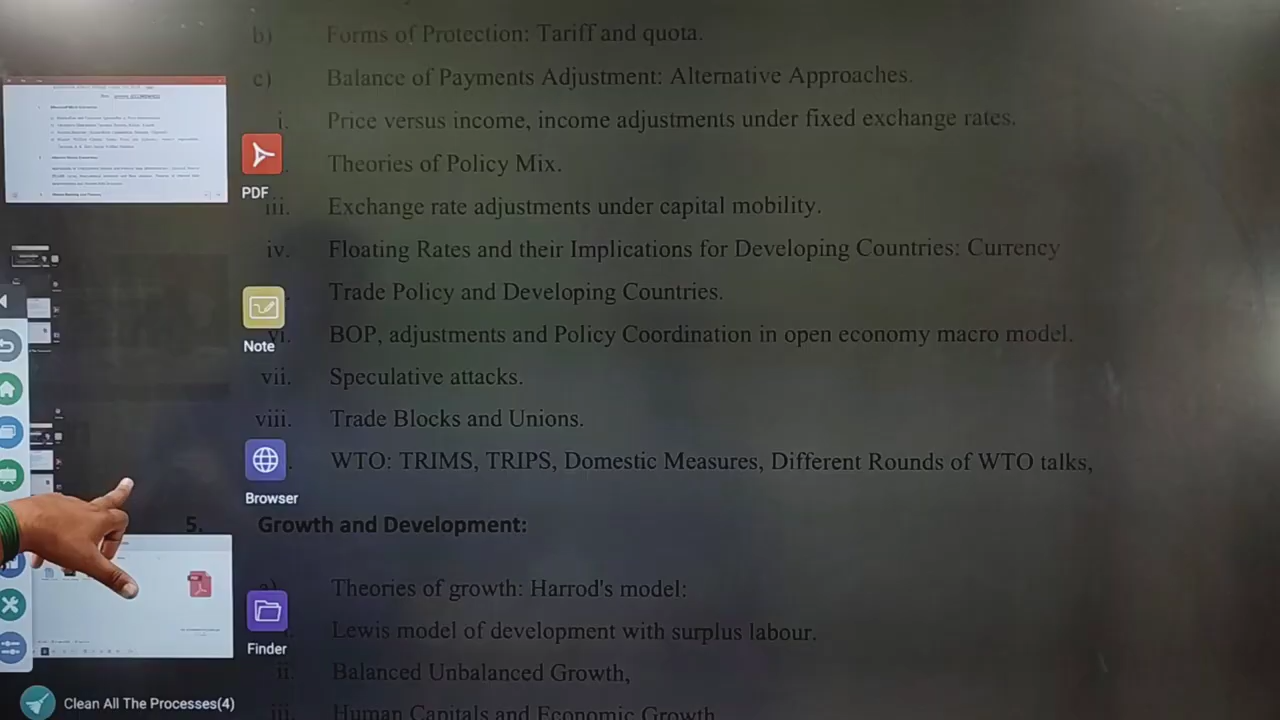 b) Forms of Protection: Tariff and quota.
c) Balance of Payments Adjustment: Alternative Approaches.
i. Price versus income, income adjustments under fixed exchange rates.
Theories of Policy Mix.
PDF
iii. Exchange rate adjustments under capital mobility.
iv. Floating Rates and their Implications for Developing Countries: Currency
Trade Policy and Developing Countries.
Note
vi. BOP, adjustments and Policy Coordination in open economy macro model.
vii. Speculative attacks.
viii. Trade Blocks and Unions.
WTO: TRIMS, TRIPS, Domestic Measures, Different Rounds of WTO talks,
Browser
5. Growth and Development:
a) Theories of growth: Harrod's model:
Lewis model of development with surplus labour.
Finder
ii. Balanced Unbalanced Growth,
iii. Human Capitals and Economic Growth
Clean All The Processes(4)